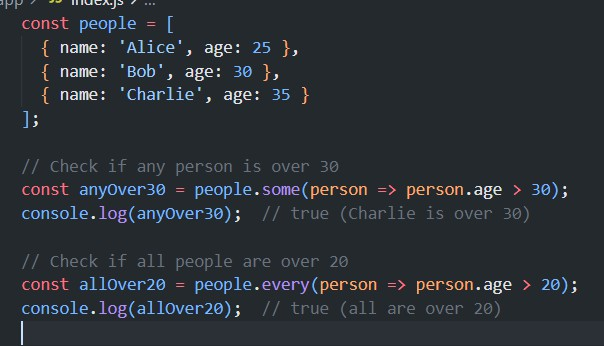 app > JS index.js > ...
const people = [
  { name: 'Alice', age: 25 },
  { name: 'Bob', age: 30 },
  { name: 'Charlie', age: 35 }
];

// Check if any person is over 30
const anyOver30 = people.some(person => person.age > 30);
console.log(anyOver30);  // true (Charlie is over 30)

// Check if all people are over 20
const allOver20 = people.every(person => person.age > 20);
console.log(allOver20);  // true (all are over 20)